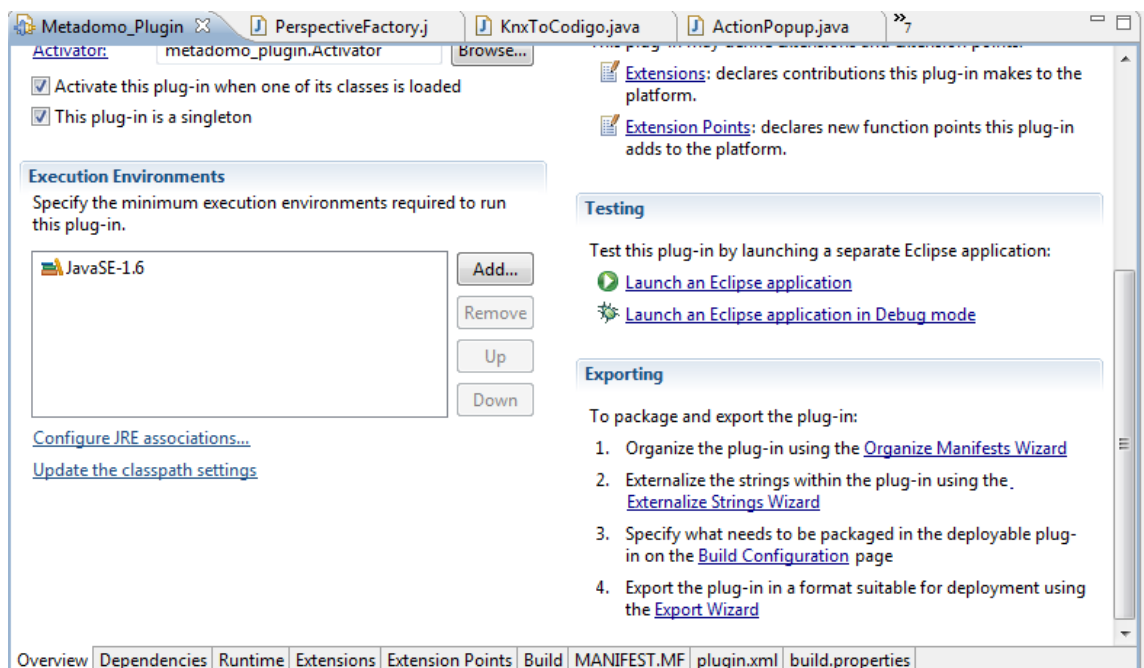 Metadomo_Plugin
PerspectiveFactory.j
KnxToCodigo.java
ActionPopup.java
»7
Activator:
metadomo_plugin.Activator
Browse...
Activate this plug-in when one of its classes is loaded
This plug-in is a singleton
Execution Environments
Specify the minimum execution environments required to run
this plug-in.
JavaSE-1.6
Add...
Remove
Up
Down
Configure JRE associations...
Update the classpath settings
This plug-in may define extensions and extension points:
Extensions: declares contributions this plug-in makes to the
platform.
Extension Points: declares new function points this plug-in
adds to the platform.
Testing
Test this plug-in by launching a separate Eclipse application:
Launch an Eclipse application
Launch an Eclipse application in Debug mode
Exporting
To package and export the plug-in:
1. Organize the plug-in using the Organize Manifests Wizard
2. Externalize the strings within the plug-in using the
Externalize Strings Wizard
3. Specify what needs to be packaged in the deployable plug-
in on the Build Configuration page
4. Export the plug-in in a format suitable for deployment using
the Export Wizard
Overview Dependencies Runtime Extensions Extension Points Build MANIFEST.MF plugin.xml build.properties